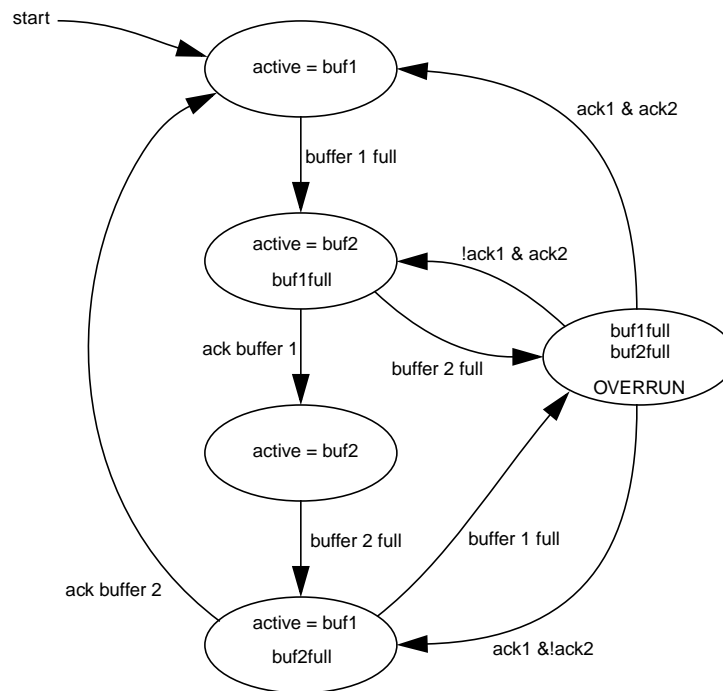 start
active = buf1
ack1 & ack2
buffer 1 full
active = buf2
buf1full
!ack1 & ack2
buf1full
buf2full
OVERRUN
ack buffer 1
buffer 2 full
active = buf2
buffer 2 full
buffer 1 full
ack buffer 2
active = buf1
buf2full
ack1 &!ack2